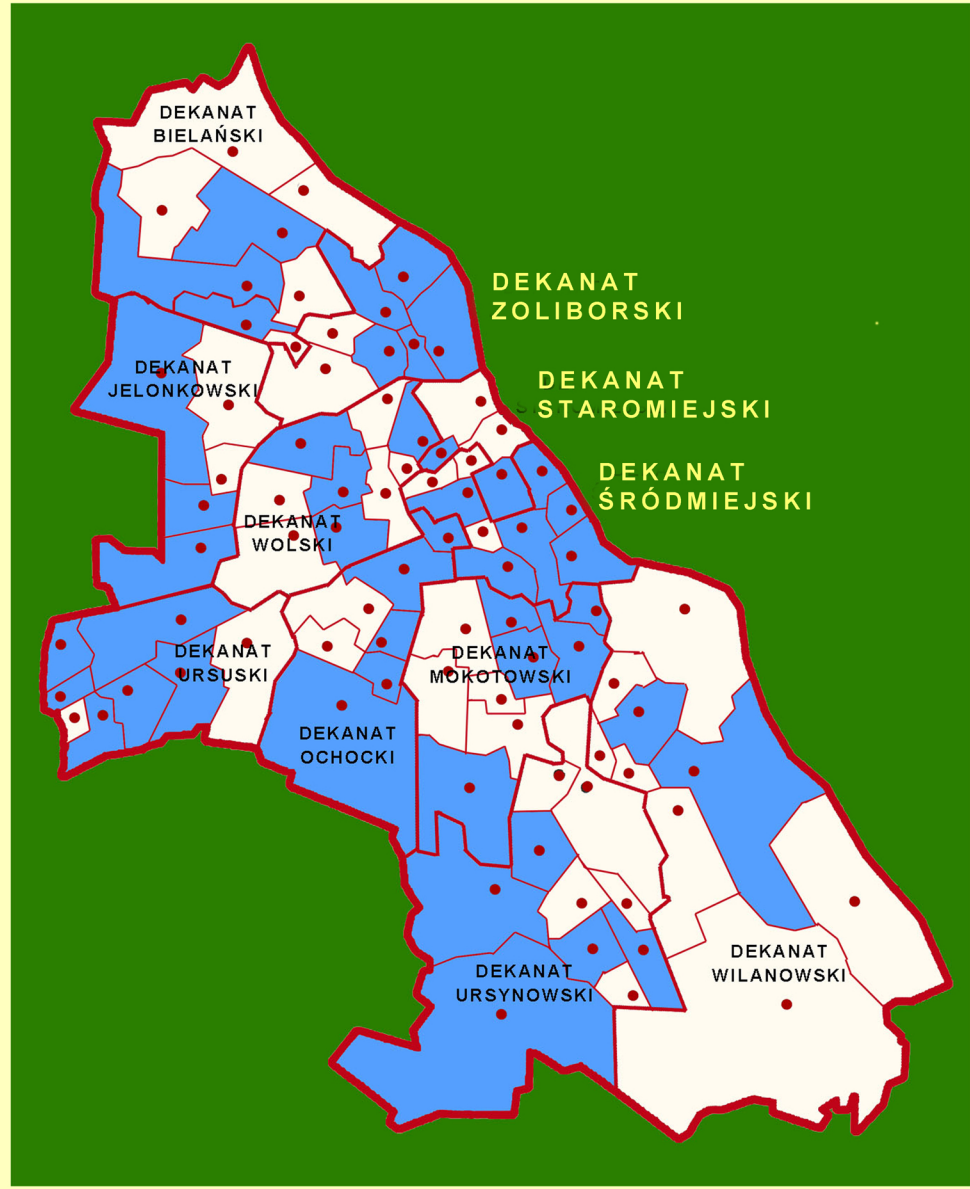 DEKANAT
BIELAŃSKI
DEKANAT
ZOLIBORSKI
DEKANAT
JELONKOWSKI
DEKANAT
STAROMIEJSKI
DEKANAT
ŚRÓDMIEJSKI
DEKANAT
WOLSKI
DEKANAT
URSUSKI
DEKANAT
MOKOTOWSKI
DEKANAT
OCHOCKI
DEKANAT
WILANOWSKI
DEKANAT
URSYNOWSKI